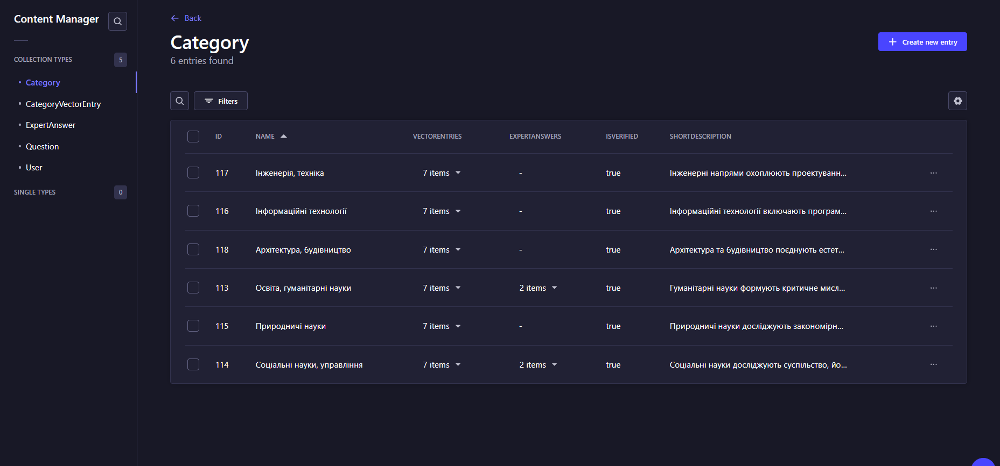 Content Manager
COLLECTION TYPES 5
Category
CategoryVectorEntry
ExpertAnswer
Question
User
SINGLE TYPES 0
Back
Category
6 entries found
Create new entry
Filters
ID NAME VECTORENTRIES EXPERTANSWERS ISVERIFIED SHORTDESCRIPTION
117 Інженерія, техніка 7 items - true Інженерні напрями охоплюють проектуванн...
116 Інформаційні технології 7 items - true Інформаційні технології включають програм...
118 Архітектура, будівництво 7 items - true Архітектура та будівництво поєднують естет...
113 Освіта, гуманітарні науки 7 items 2 items true Гуманітарні науки формують критичне мисл...
115 Природничі науки 7 items - true Природничі науки досліджують закономірн...
114 Соціальні науки, управління 7 items 2 items true Соціальні науки досліджують суспільство, йо...